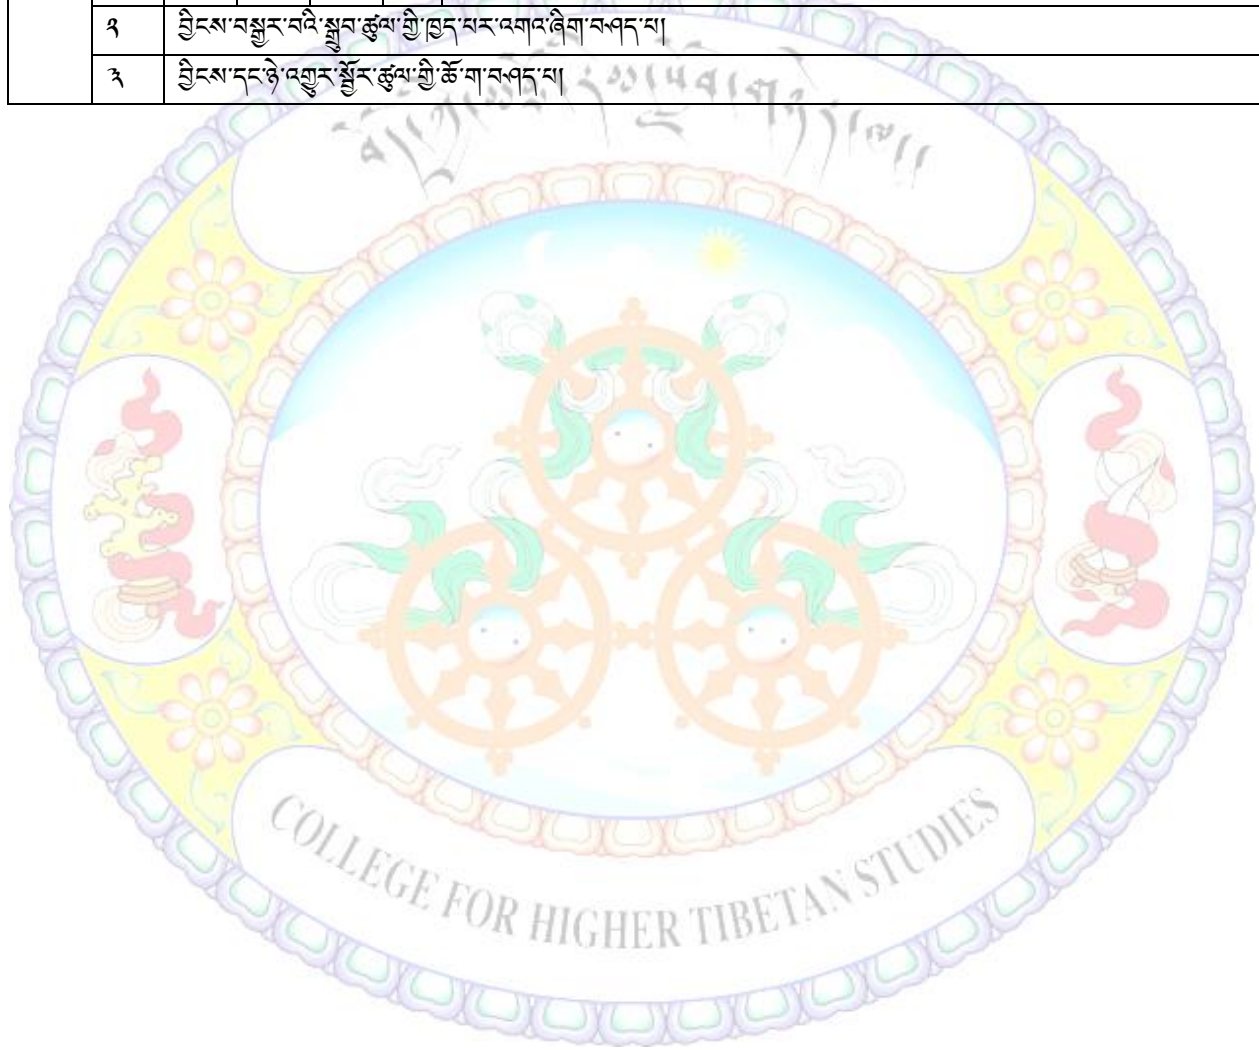 ༢ བྱིངས་བསྒྱུར་བའི་སྒྲུབ་ཚུལ་གྱི་ཁྱད་པར་འགའ་ཞིག་བཤད་པ།
༣ བྱིངས་དང་ཉེ་འགྱུར་སྦྱོར་ཚུལ་གྱི་ཆོ་ག་བཤད་པ།
COLLEGE FOR HIGHER TIBETAN STUDIES